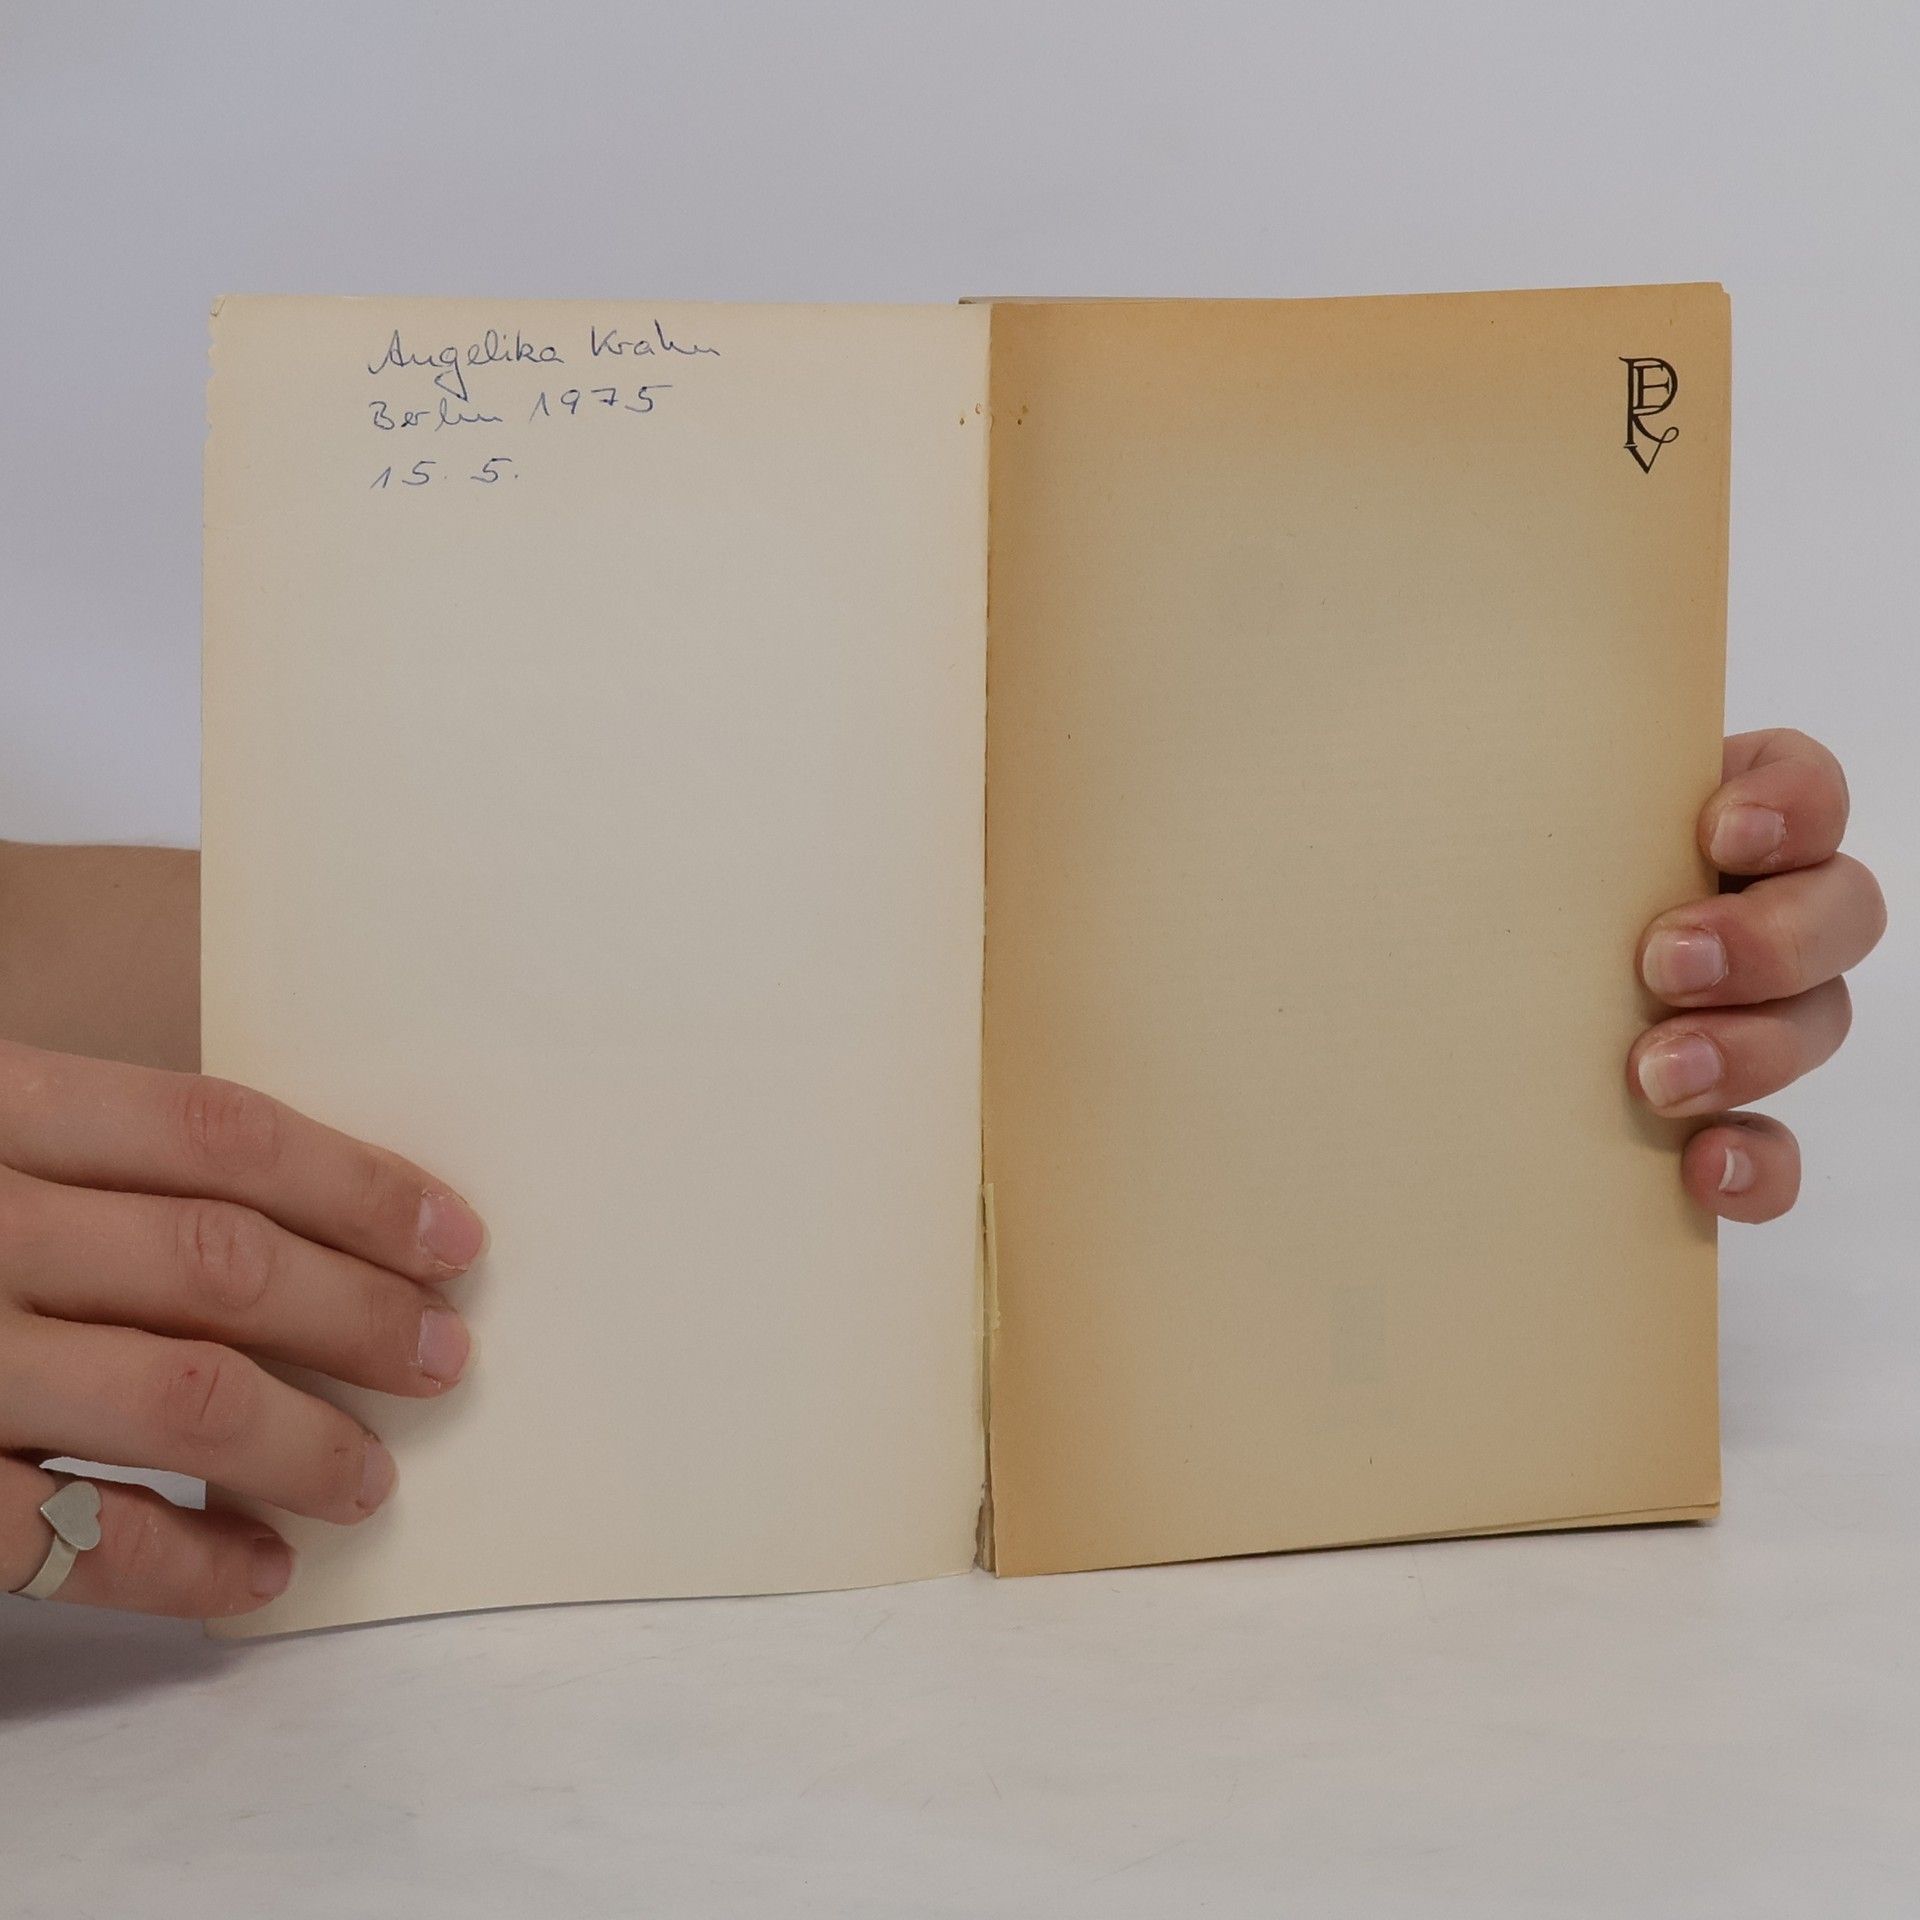 Angelika Krahn
Berlin 1975
15. 5.